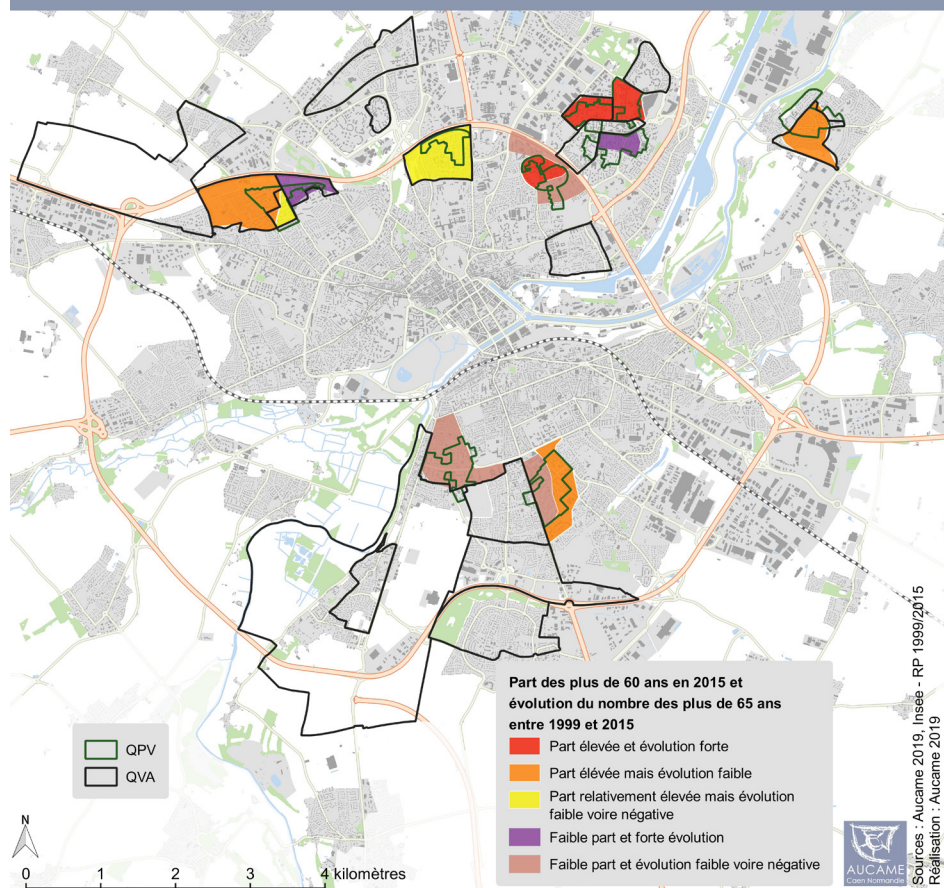 Part des plus de 60 ans en 2015 et
évolution du nombre des plus de 65 ans
entre 1999 et 2015
Part élevée et évolution forte
Part élévée mais évolution faible
Part relativement élevée mais évolution
faible voire négative
Faible part et forte évolution
Faible part et évolution faible voire négative
QPV
QVA
N
0 1 2 3 4 kilomètres
AUCAME
Caen Normandie
Sources : Aucame 2019, Insee - RP 1999/2015
Réalisation : Aucame 2019